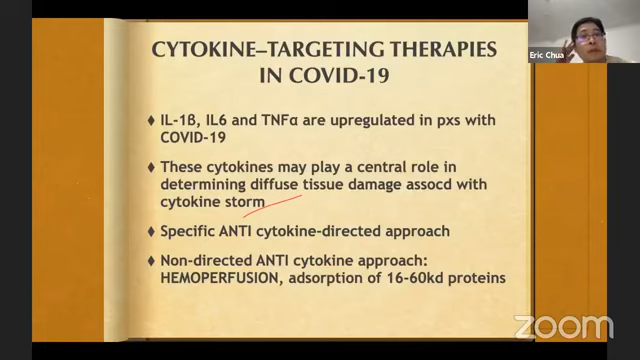 CYTOKINE–TARGETING THERAPIES
IN COVID-19
IL-1ß, IL6 and TNFα are upregulated in pxs with
COVID-19
These cytokines may play a central role in
determining diffuse tissue damage assocd with
cytokine storm
Specific ANTI cytokine-directed approach
Non-directed ANTI cytokine approach:
HEMOPERFUSION, adsorption of 16-60kd proteins
Eric Chua
zoom